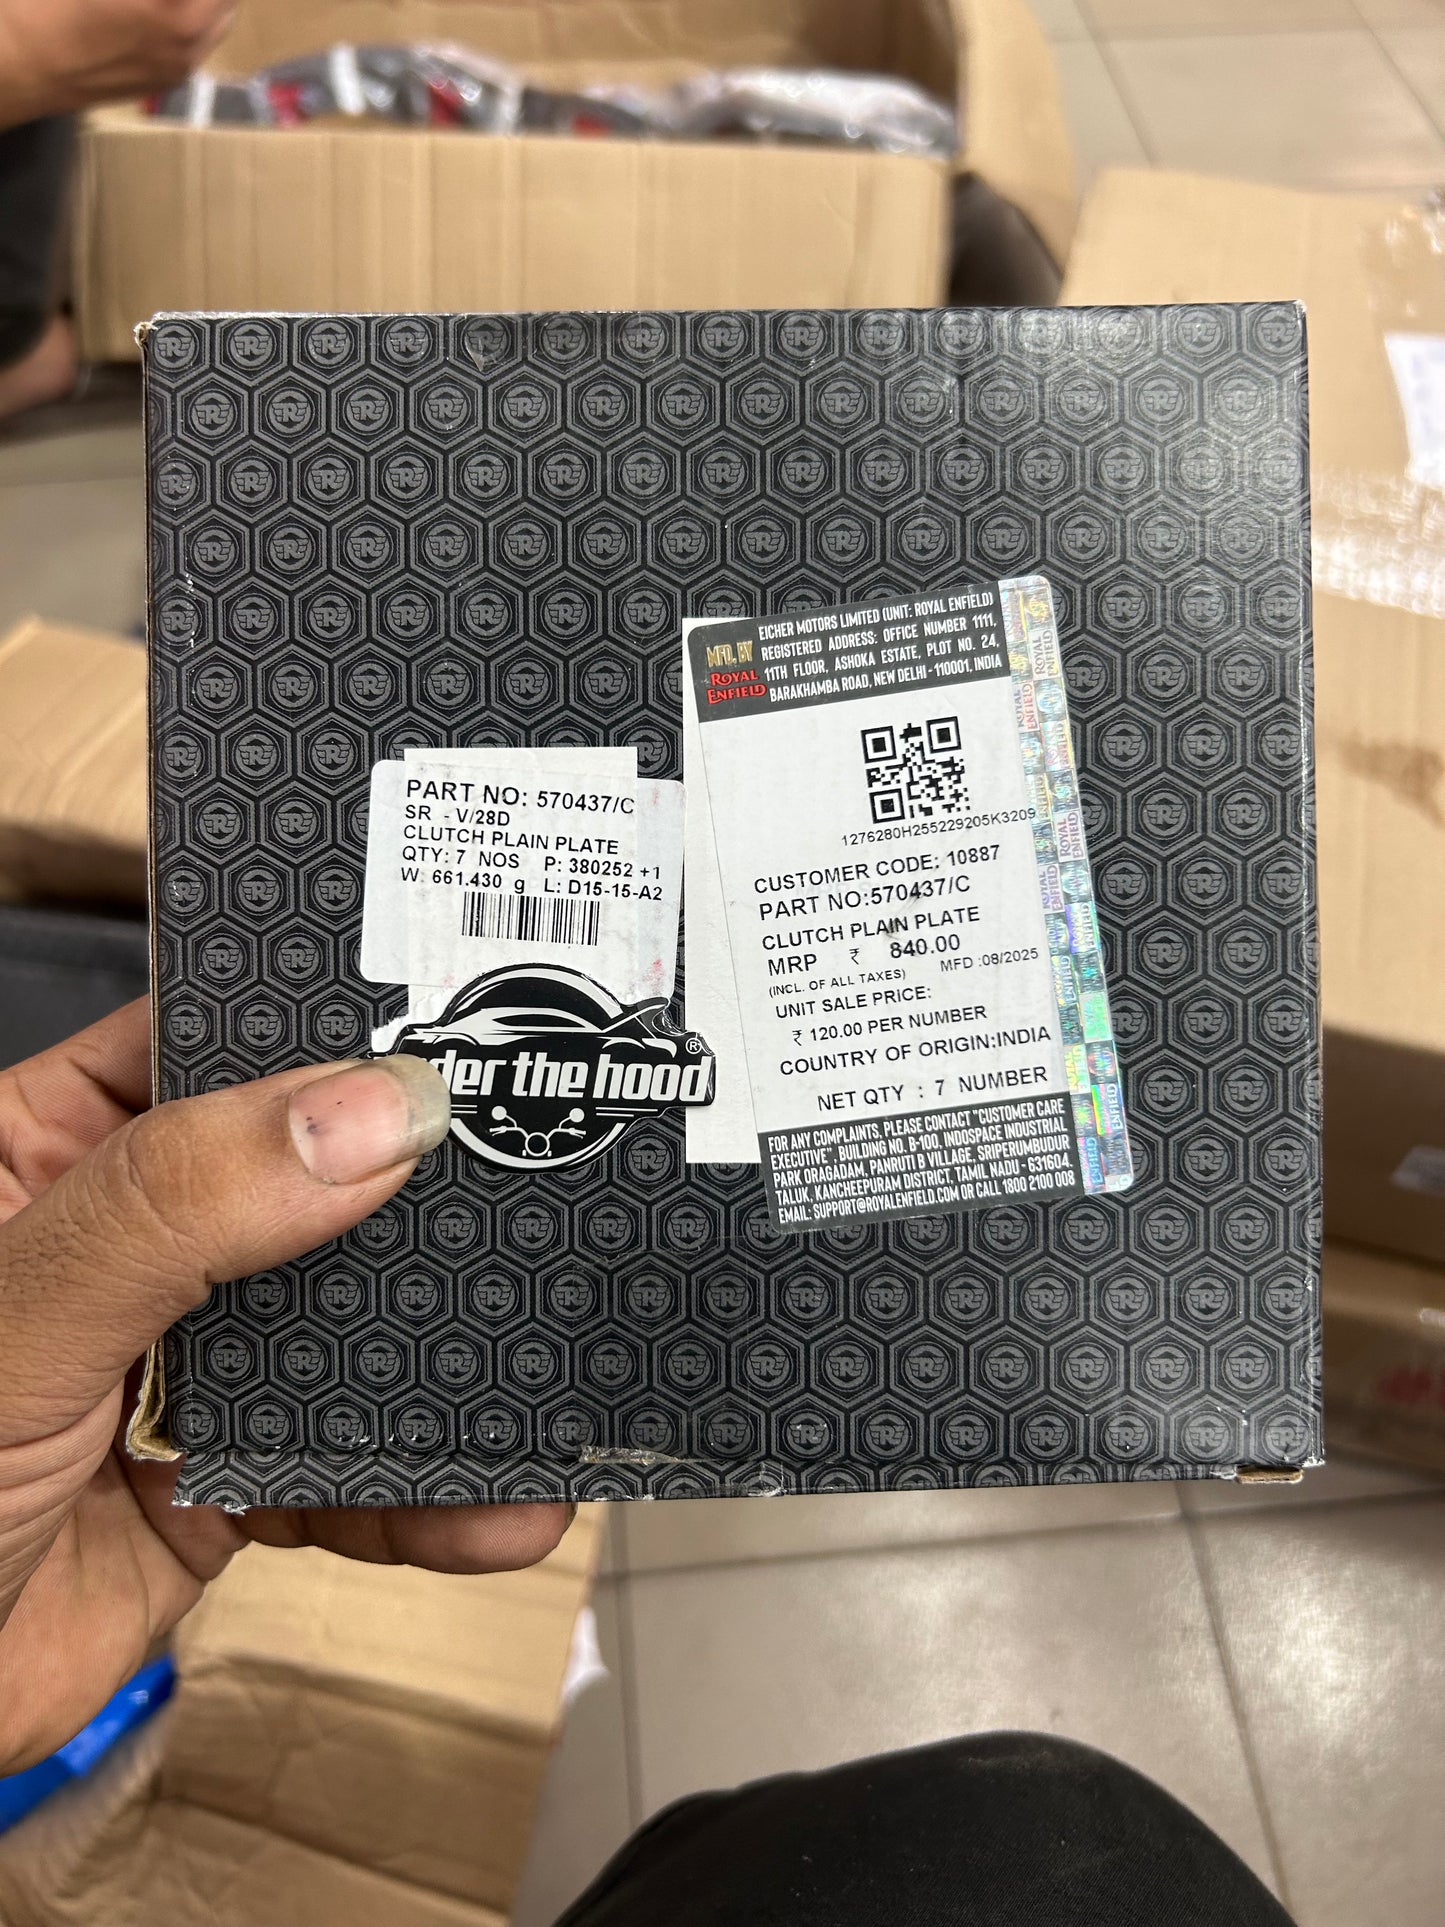 PART NO: 570437/C
SR - V/28D
CLUTCH PLAIN PLATE
QTY: 7 NOS P: 380252 +1
W: 661.430 g L: D15-15-A2
der the hood ®
MFD. BY
ROYAL
ENFIELD
EICHER MOTORS LIMITED (UNIT: ROYAL ENFIELD)
REGISTERED ADDRESS: OFFICE NUMBER 1111,
11TH FLOOR, ASHOKA ESTATE, PLOT NO. 24,
BARAKHAMBA ROAD, NEW DELHI - 110001, INDIA
1276280H255229205K3209
CUSTOMER CODE: 10887
PART NO:570437/C
CLUTCH PLAIN PLATE
MRP ₹ 840.00
(INCL. OF ALL TAXES) MFD :08/2025
UNIT SALE PRICE:
₹ 120.00 PER NUMBER
COUNTRY OF ORIGIN:INDIA
NET QTY : 7 NUMBER
FOR ANY COMPLAINTS, PLEASE CONTACT "CUSTOMER CARE
EXECUTIVE", BUILDING NO. B-100, INDOSPACE INDUSTRIAL
PARK ORAGADAM, PANRUTI B VILLAGE, SRIPERUMBUDUR
TALUK, KANCHEEPURAM DISTRICT, TAMIL NADU - 631604.
EMAIL: SUPPORT@ROYALENFIELD.COM OR CALL 1800 2100 008
ROYAL
ENFIELD